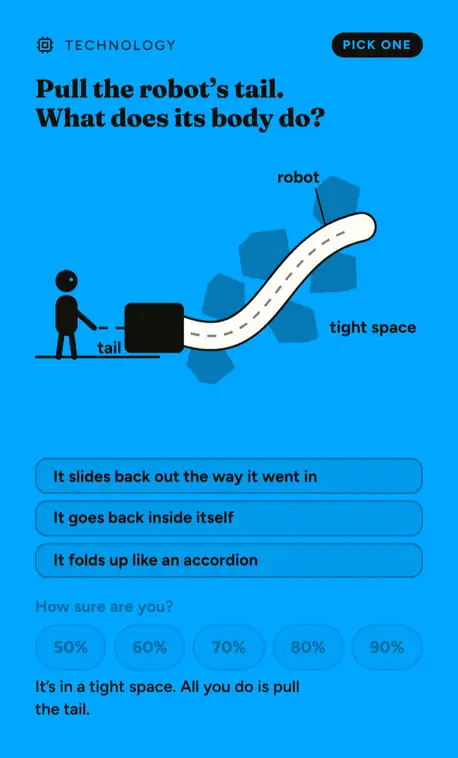 TECHNOLOGY
PICK ONE
Pull the robot’s tail.
What does its body do?
robot
tight space
tail
It slides back out the way it went in
It goes back inside itself
It folds up like an accordion
How sure are you?
50% 60% 70% 80% 90%
It’s in a tight space. All you do is pull
the tail.